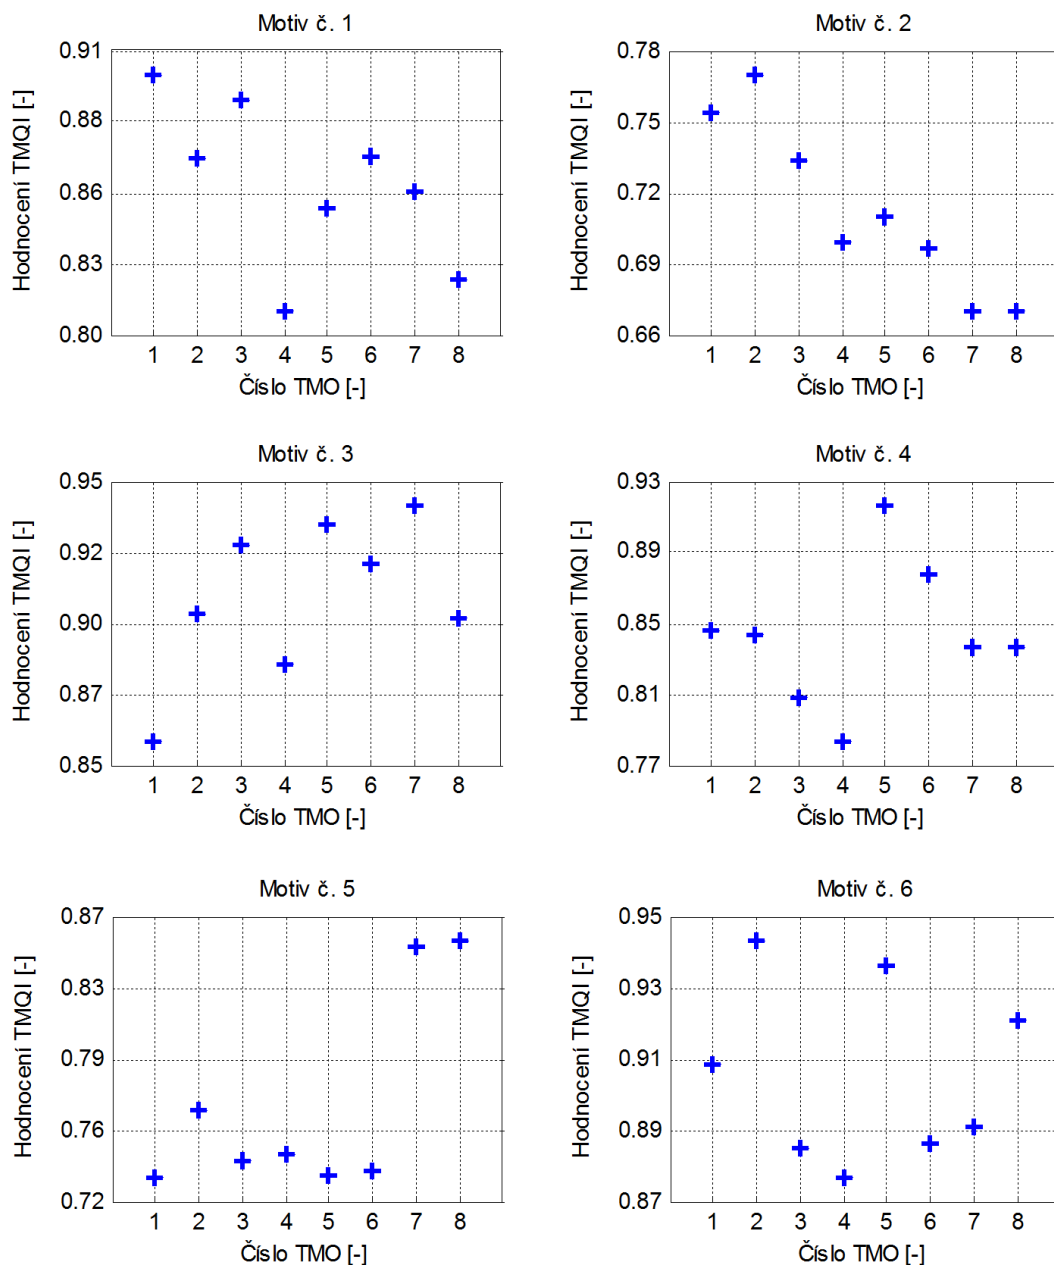 Motiv č. 1
Hodnocení TMQI [-]
0.91
0.88
0.86
0.83
0.80
1 2 3 4 5 6 7 8
Číslo TMO [-]
Motiv č. 2
Hodnocení TMQI [-]
0.78
0.75
0.72
0.69
0.66
1 2 3 4 5 6 7 8
Číslo TMO [-]
Motiv č. 3
Hodnocení TMQI [-]
0.95
0.92
0.90
0.87
0.85
1 2 3 4 5 6 7 8
Číslo TMO [-]
Motiv č. 4
Hodnocení TMQI [-]
0.93
0.89
0.85
0.81
0.77
1 2 3 4 5 6 7 8
Číslo TMO [-]
Motiv č. 5
Hodnocení TMQI [-]
0.87
0.83
0.79
0.76
0.72
1 2 3 4 5 6 7 8
Číslo TMO [-]
Motiv č. 6
Hodnocení TMQI [-]
0.95
0.93
0.91
0.89
0.87
1 2 3 4 5 6 7 8
Číslo TMO [-]